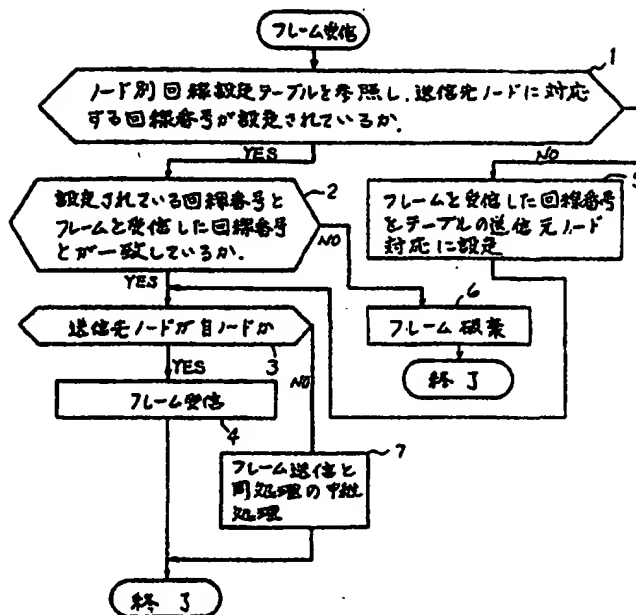 フレーム受信
1
ノード別回線設定テーブルを参照し、送信先ノードに対応
する回線番号が設定されているか。
YES
NO
設定されている回線番号と
フレームを受信した回線番号
とが一致しているか。
2
NO
YES
フレームを受信した回線番号
をテーブルの送信元ノード
対応に設定
5
6
フレーム破棄
終了
送信先ノードが自ノードか
3
YES
NO
フレーム受信
4
7
フレーム送信と
同処理の中継
処理
終了